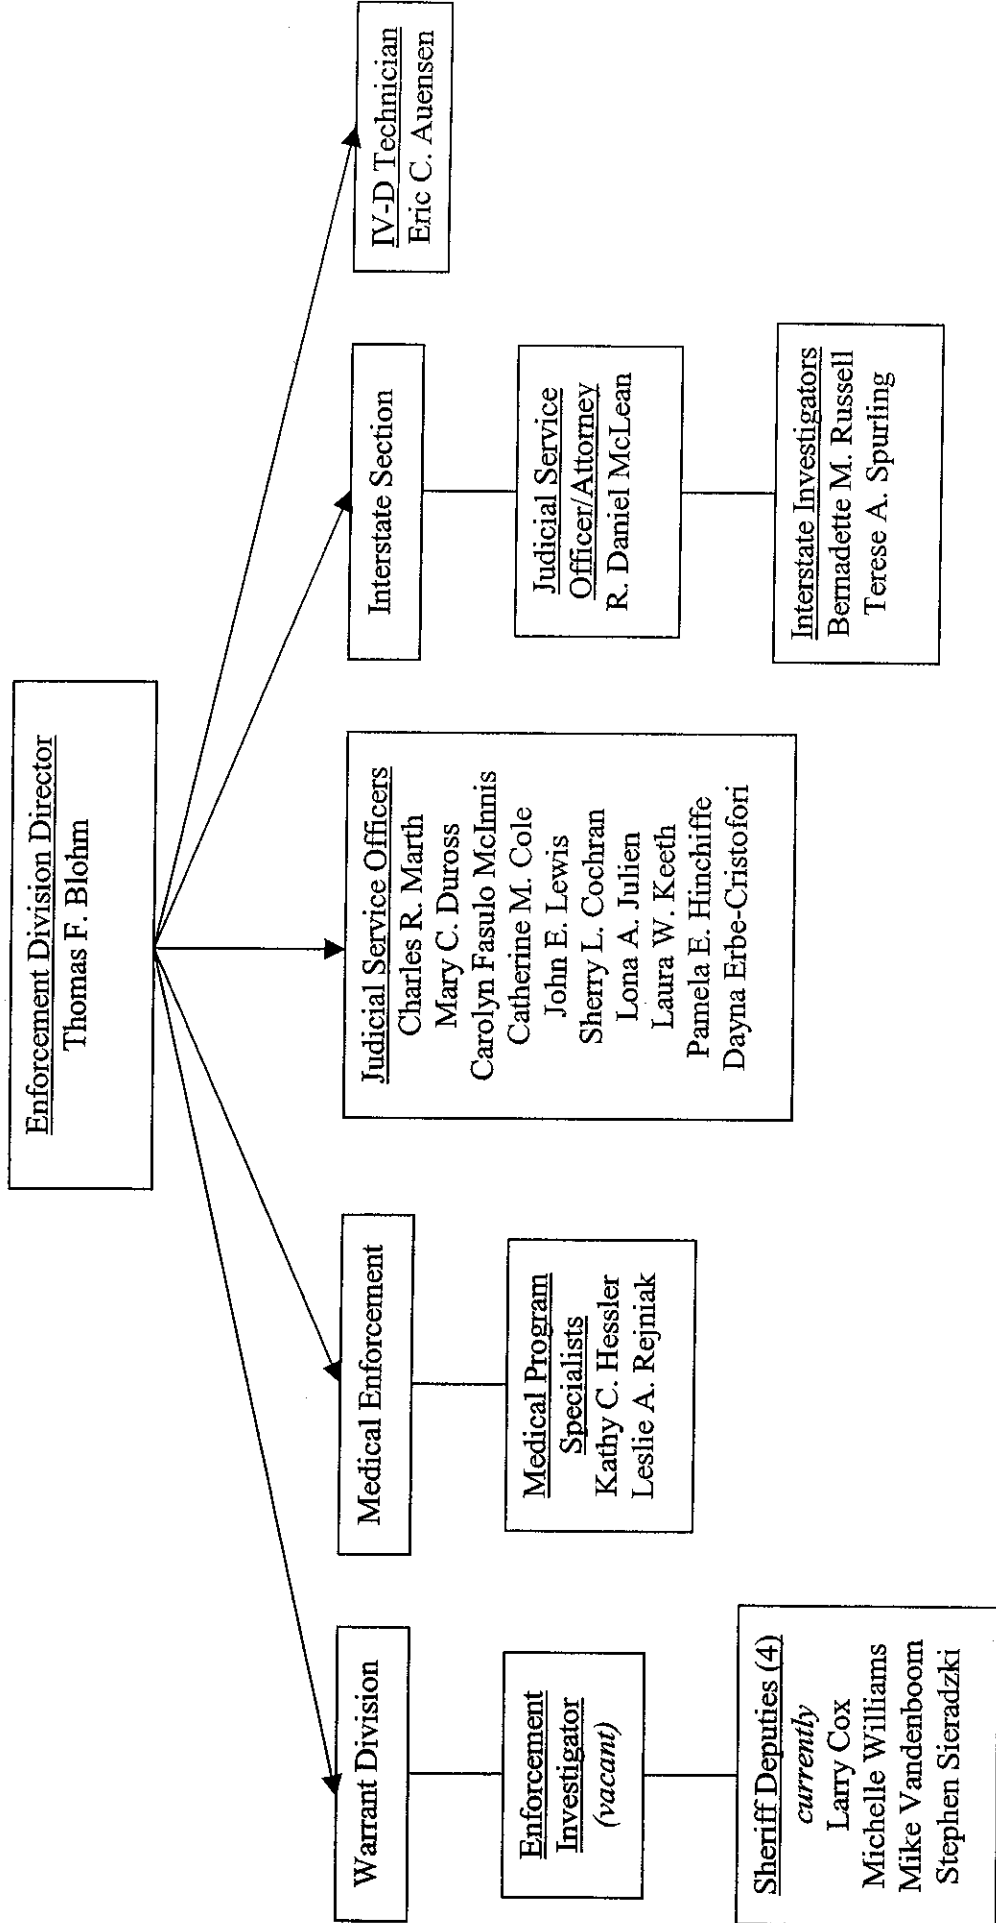 Enforcement Division Director
Thomas F. Blohm
Warrant Division
Enforcement
Investigator
(vacant)
Sheriff Deputies (4)
currently
Larry Cox
Michelle Williams
Mike Vandenboom
Stephen Sieradzki
Medical Enforcement
Medical Program
Specialists
Kathy C. Hessler
Leslie A. Rejniak
Judicial Service Officers
Charles R. Marth
Mary C. Duross
Carolyn Fasulo McInnis
Catherine M. Cole
John E. Lewis
Sherry L. Cochran
Lona A. Julien
Laura W. Keeth
Pamela E. Hinchiffe
Dayna Erbe-Cristofori
Interstate Section
Judicial Service
Officer/Attorney
R. Daniel McLean
Interstate Investigators
Bernadette M. Russell
Terese A. Spurling
IV-D Technician
Eric C. Auensen